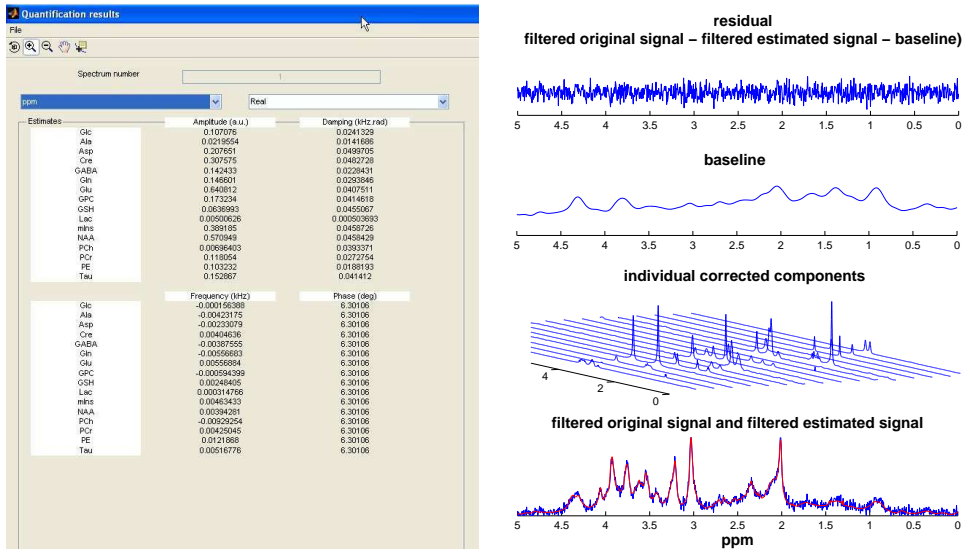 Quantification results
File
Spectrum number
1
ppm
Real
Estimates Amplitude (a.u.) Damping (kHz.rad)
Glc 0.107076 0.0241329
Ala 0.0219554 0.0141686
Asp 0.207651 0.0499705
Cre 0.307575 0.0482728
GABA 0.142433 0.0228431
Gln 0.146601 0.0293846
Glu 0.640812 0.0407511
GPC 0.173234 0.0414618
GSH 0.0636993 0.0455067
Lac 0.00500626 0.000503693
mIns 0.389185 0.0458726
NAA 0.570949 0.0458429
PCh 0.00696403 0.0393371
PCr 0.118054 0.0272754
PE 0.103232 0.0188193
Tau 0.152867 0.041412
Frequency (kHz) Phase (deg)
Glc -0.000156388 6.30106
Ala -0.00423175 6.30106
Asp -0.00233079 6.30106
Cre 0.00404636 6.30106
GABA -0.00387555 6.30106
Gln -0.00556683 6.30106
Glu 0.00556884 6.30106
GPC -0.000594399 6.30106
GSH 0.00248405 6.30106
Lac 0.000314766 6.30106
mIns 0.00463433 6.30106
NAA 0.00394281 6.30106
PCh -0.00929254 6.30106
PCr 0.00425045 6.30106
PE 0.0121868 6.30106
Tau 0.00516776 6.30106
residual
filtered original signal − filtered estimated signal − baseline)
5 4.5 4 3.5 3 2.5 2 1.5 1 0.5 0
baseline
5 4.5 4 3.5 3 2.5 2 1.5 1 0.5 0
individual corrected components
4 2 0
filtered original signal and filtered estimated signal
5 4.5 4 3.5 3 2.5 2 1.5 1 0.5 0
ppm